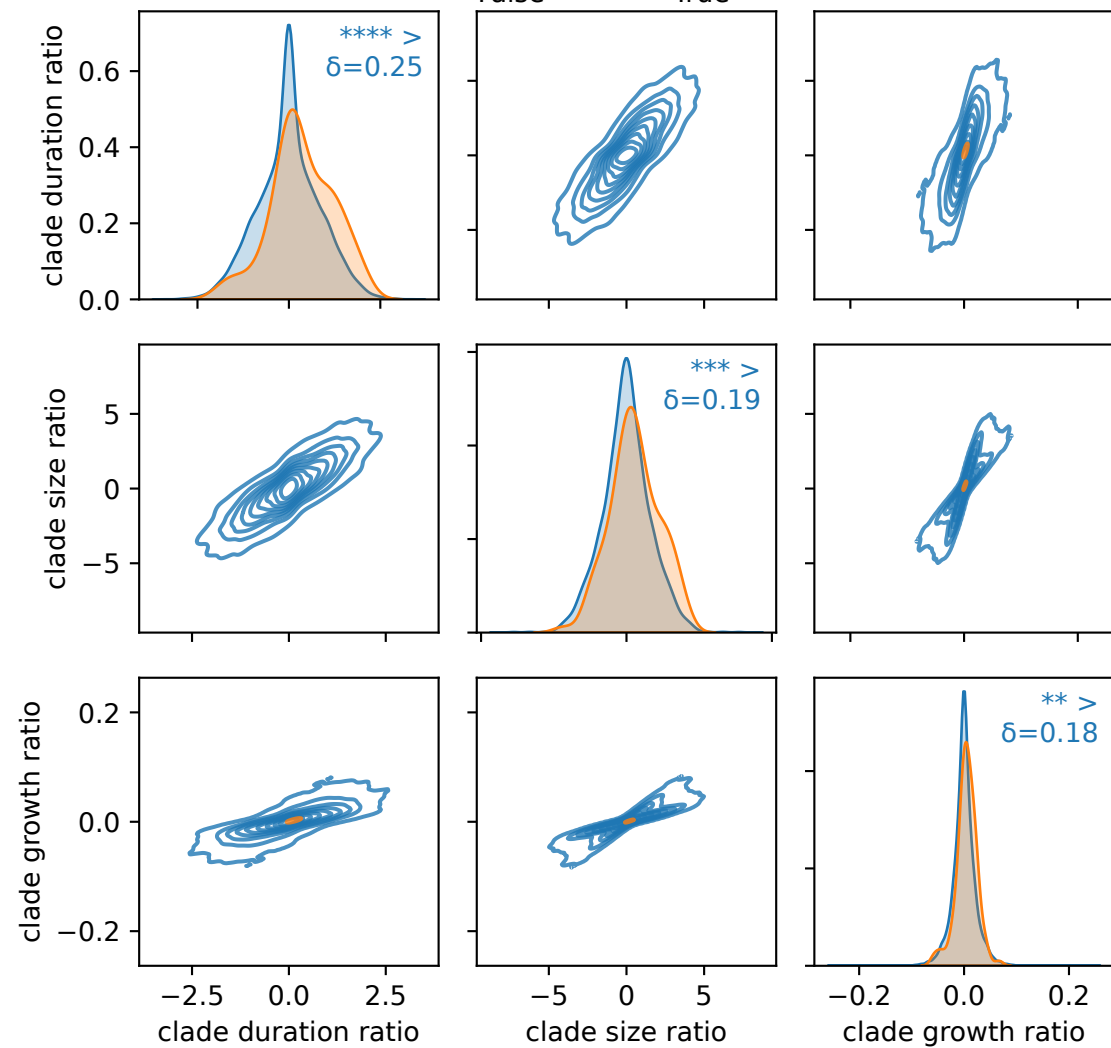 False True
clade duration ratio
0.6
0.4
0.2
0.0
**** >
δ=0.25
clade size ratio
5
0
−5
*** >
δ=0.19
clade growth ratio
0.2
0.0
−0.2
** >
δ=0.18
−2.5 0.0 2.5
−5 0 5
−0.2 0.0 0.2
clade duration ratio
clade size ratio
clade growth ratio